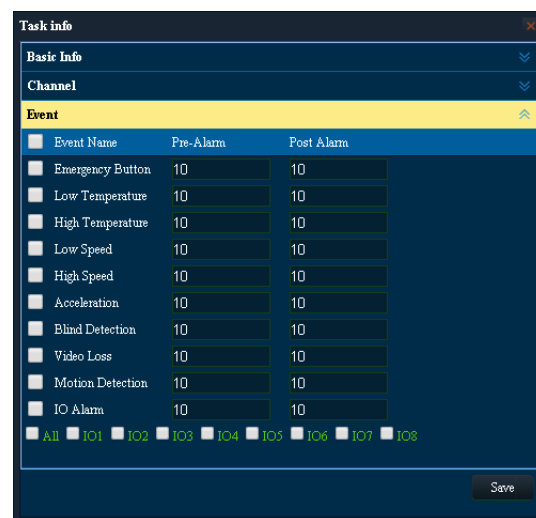 Task info
Basic Info
Channel
Event
Event Name Pre-Alarm Post Alarm
Emergency Button 10 10
Low Temperature 10 10
High Temperature 10 10
Low Speed 10 10
High Speed 10 10
Acceleration 10 10
Blind Detection 10 10
Video Loss 10 10
Motion Detection 10 10
IO Alarm 10 10
All IO1 IO2 IO3 IO4 IO5 IO6 IO7 IO8
Save